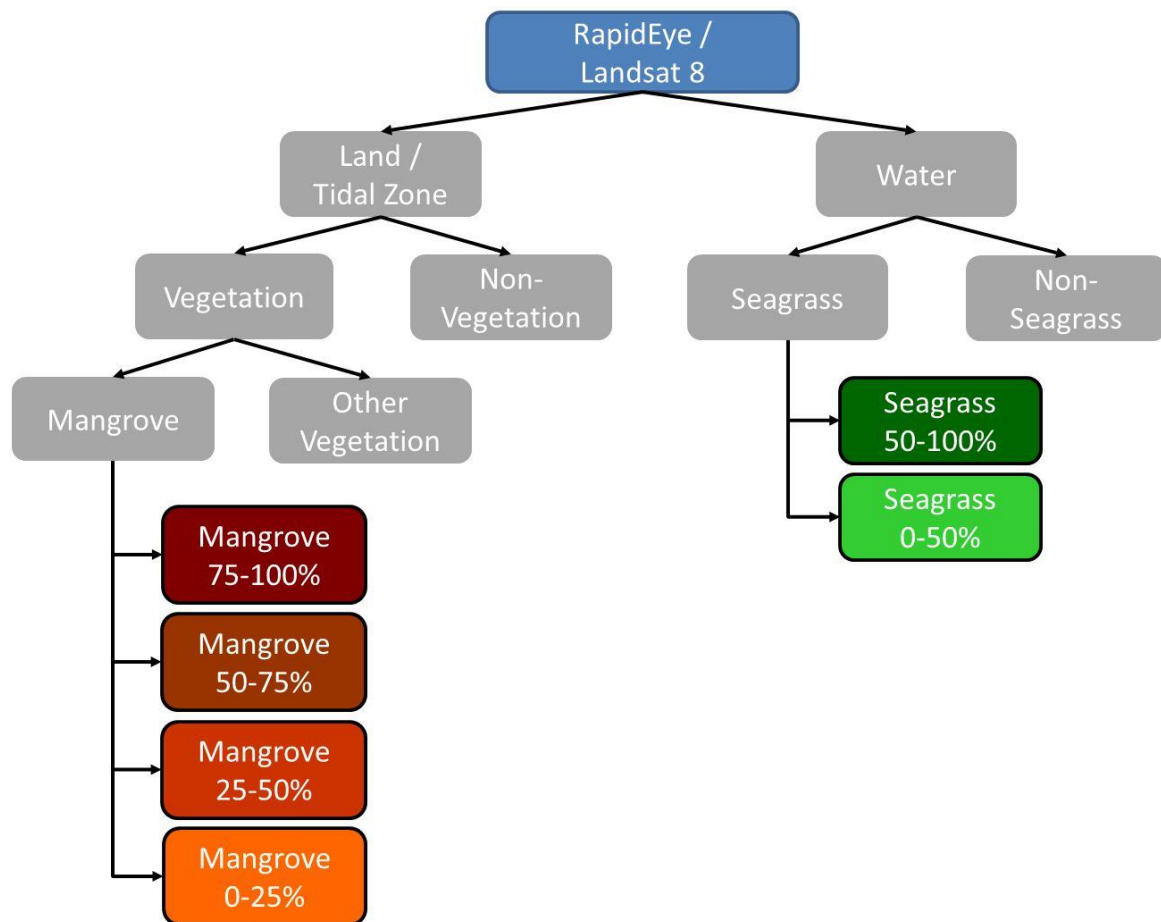 RapidEye /
Landsat 8
Land /
Tidal Zone
Water
Vegetation
Non-
Vegetation
Seagrass
Non-
Seagrass
Mangrove
Other
Vegetation
Seagrass
50-100%
Seagrass
0-50%
Mangrove
75-100%
Mangrove
50-75%
Mangrove
25-50%
Mangrove
0-25%